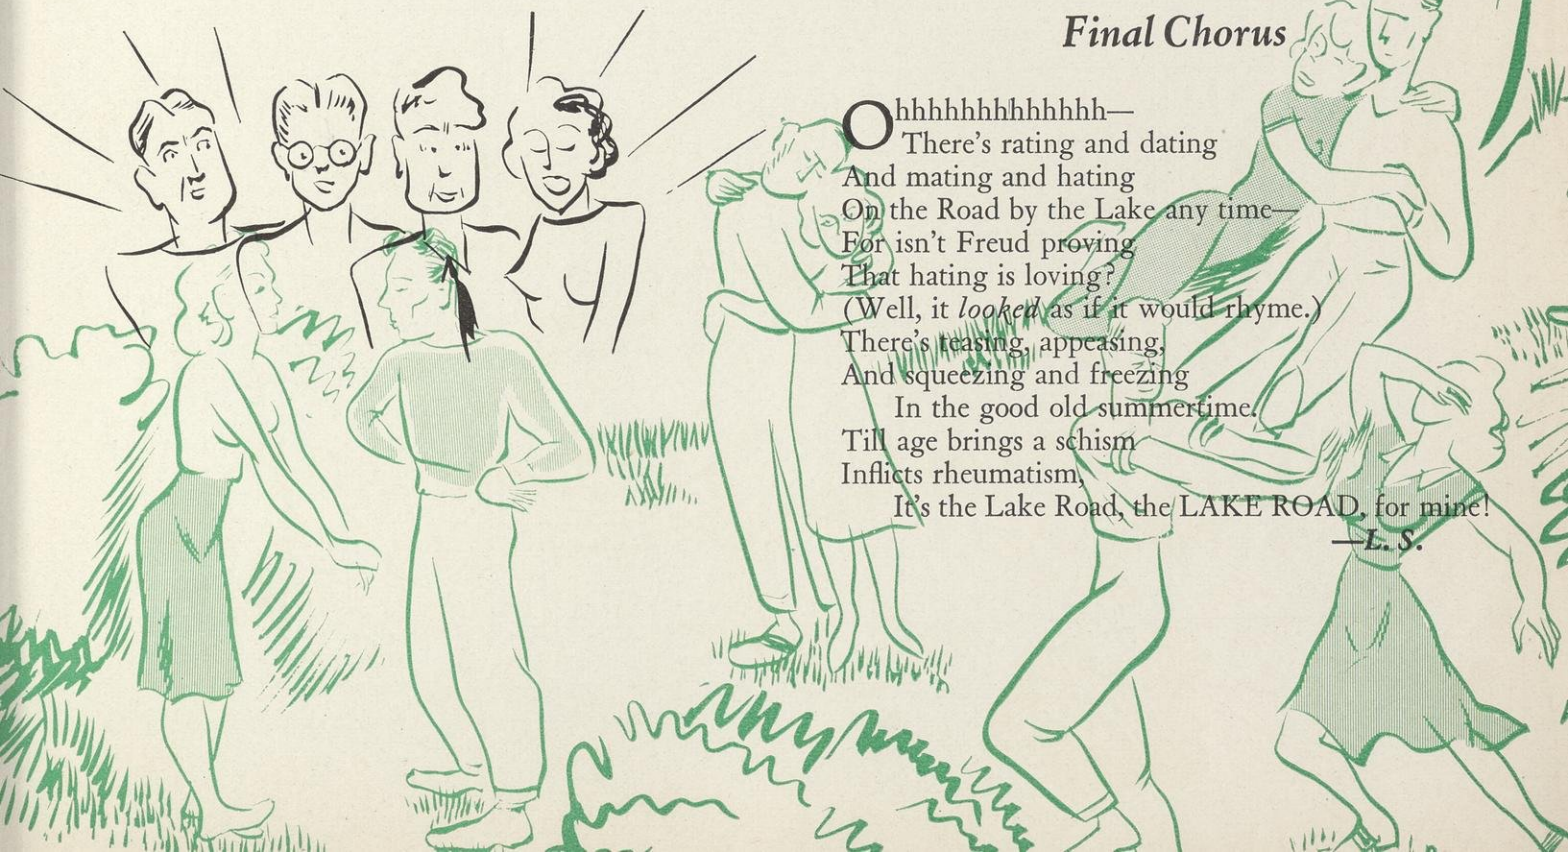 Final Chorus
Ohhhhhhhhhhhhh—
There's rating and dating
And mating and hating
On the Road by the Lake any time—
For isn't Freud proving
That hating is loving?
(Well, it looked as if it would rhyme.)
There's teasing, appeasing,
And squeezing and freezing
In the good old summertime.
Till age brings a schism
Inflicts rheumatism,
It's the Lake Road, the LAKE ROAD, for mine!
—L. S.